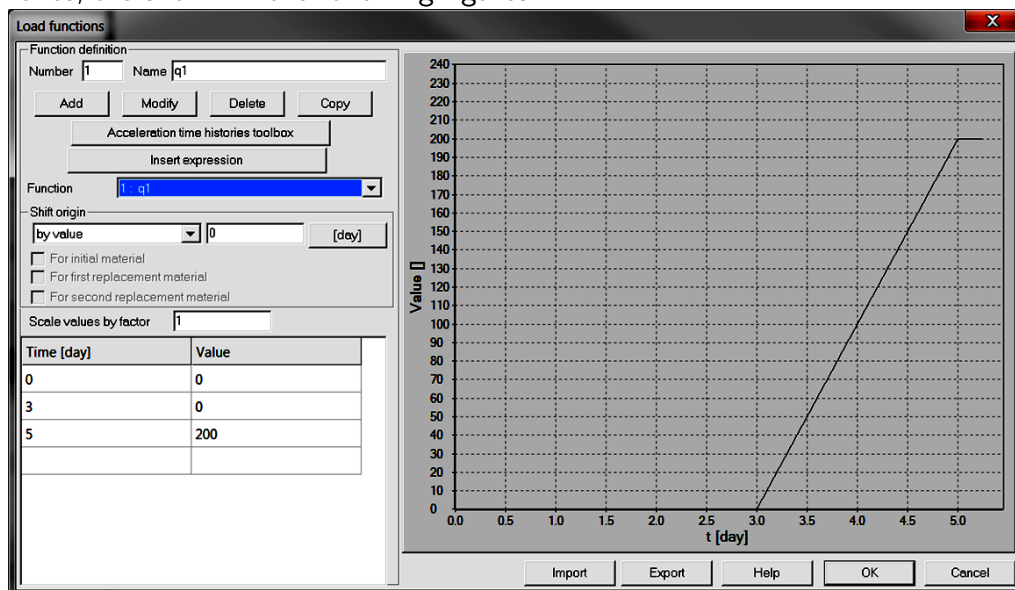 Load functions
Function definition
Number 1 Name q1
Add Modify Delete Copy
Acceleration time histories toolbox
Insert expression
Function 1 : q1
Shift origin
by value 0 [day]
For initial material
For first replacement material
For second replacement material
Scale values by factor 1
Time [day] Value
0 0
3 0
5 200
Value []
240
230
220
210
200
190
180
170
160
150
140
130
120
110
100
90
80
70
60
50
40
30
20
10
0
0.0 0.5 1.0 1.5 2.0 2.5 3.0 3.5 4.0 4.5 5.0
t [day]
Import Export Help OK Cancel